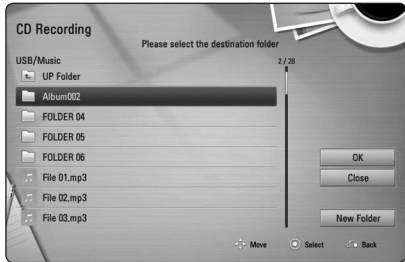 CD Recording
Please select the destination folder
USB/Music
2 / 28
UP Folder
Album002
FOLDER 04
FOLDER 05
FOLDER 06
File 01.mp3
File 02.mp3
File 03.mp3
OK
Close
New Folder
Move Select Back